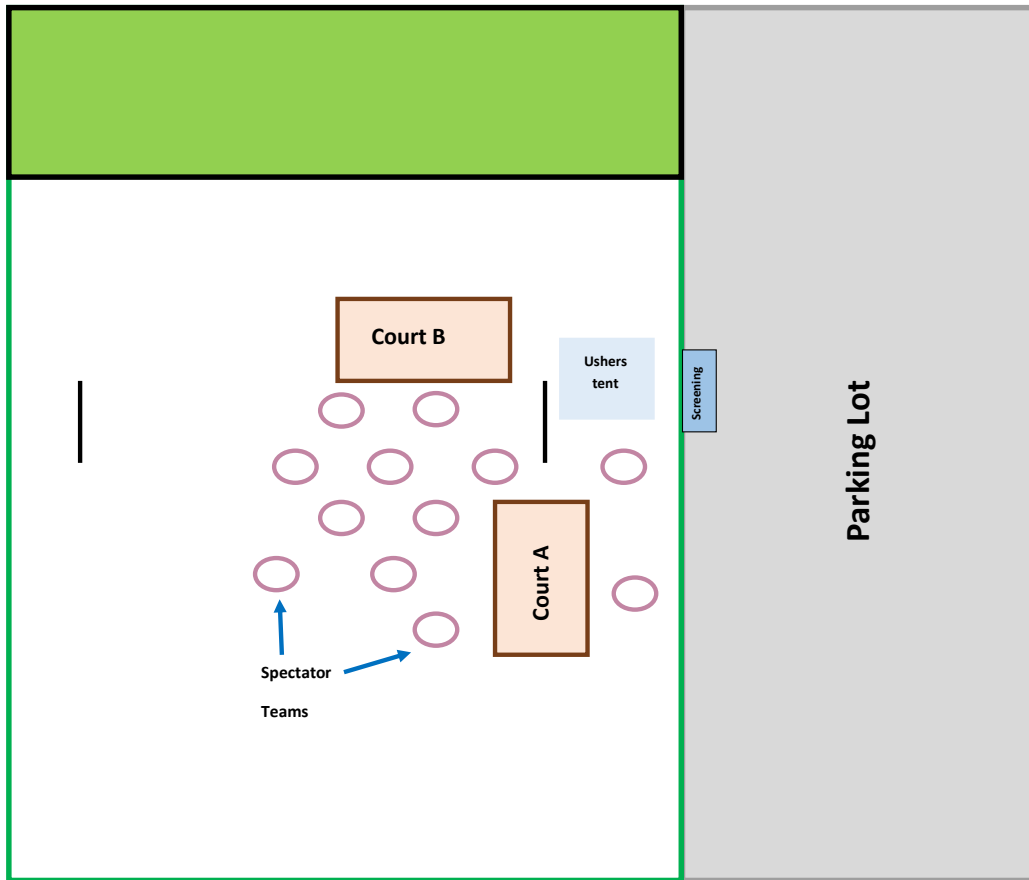 Court B
Ushers
tent
Screening
Parking Lot
Court A
Spectator
Teams